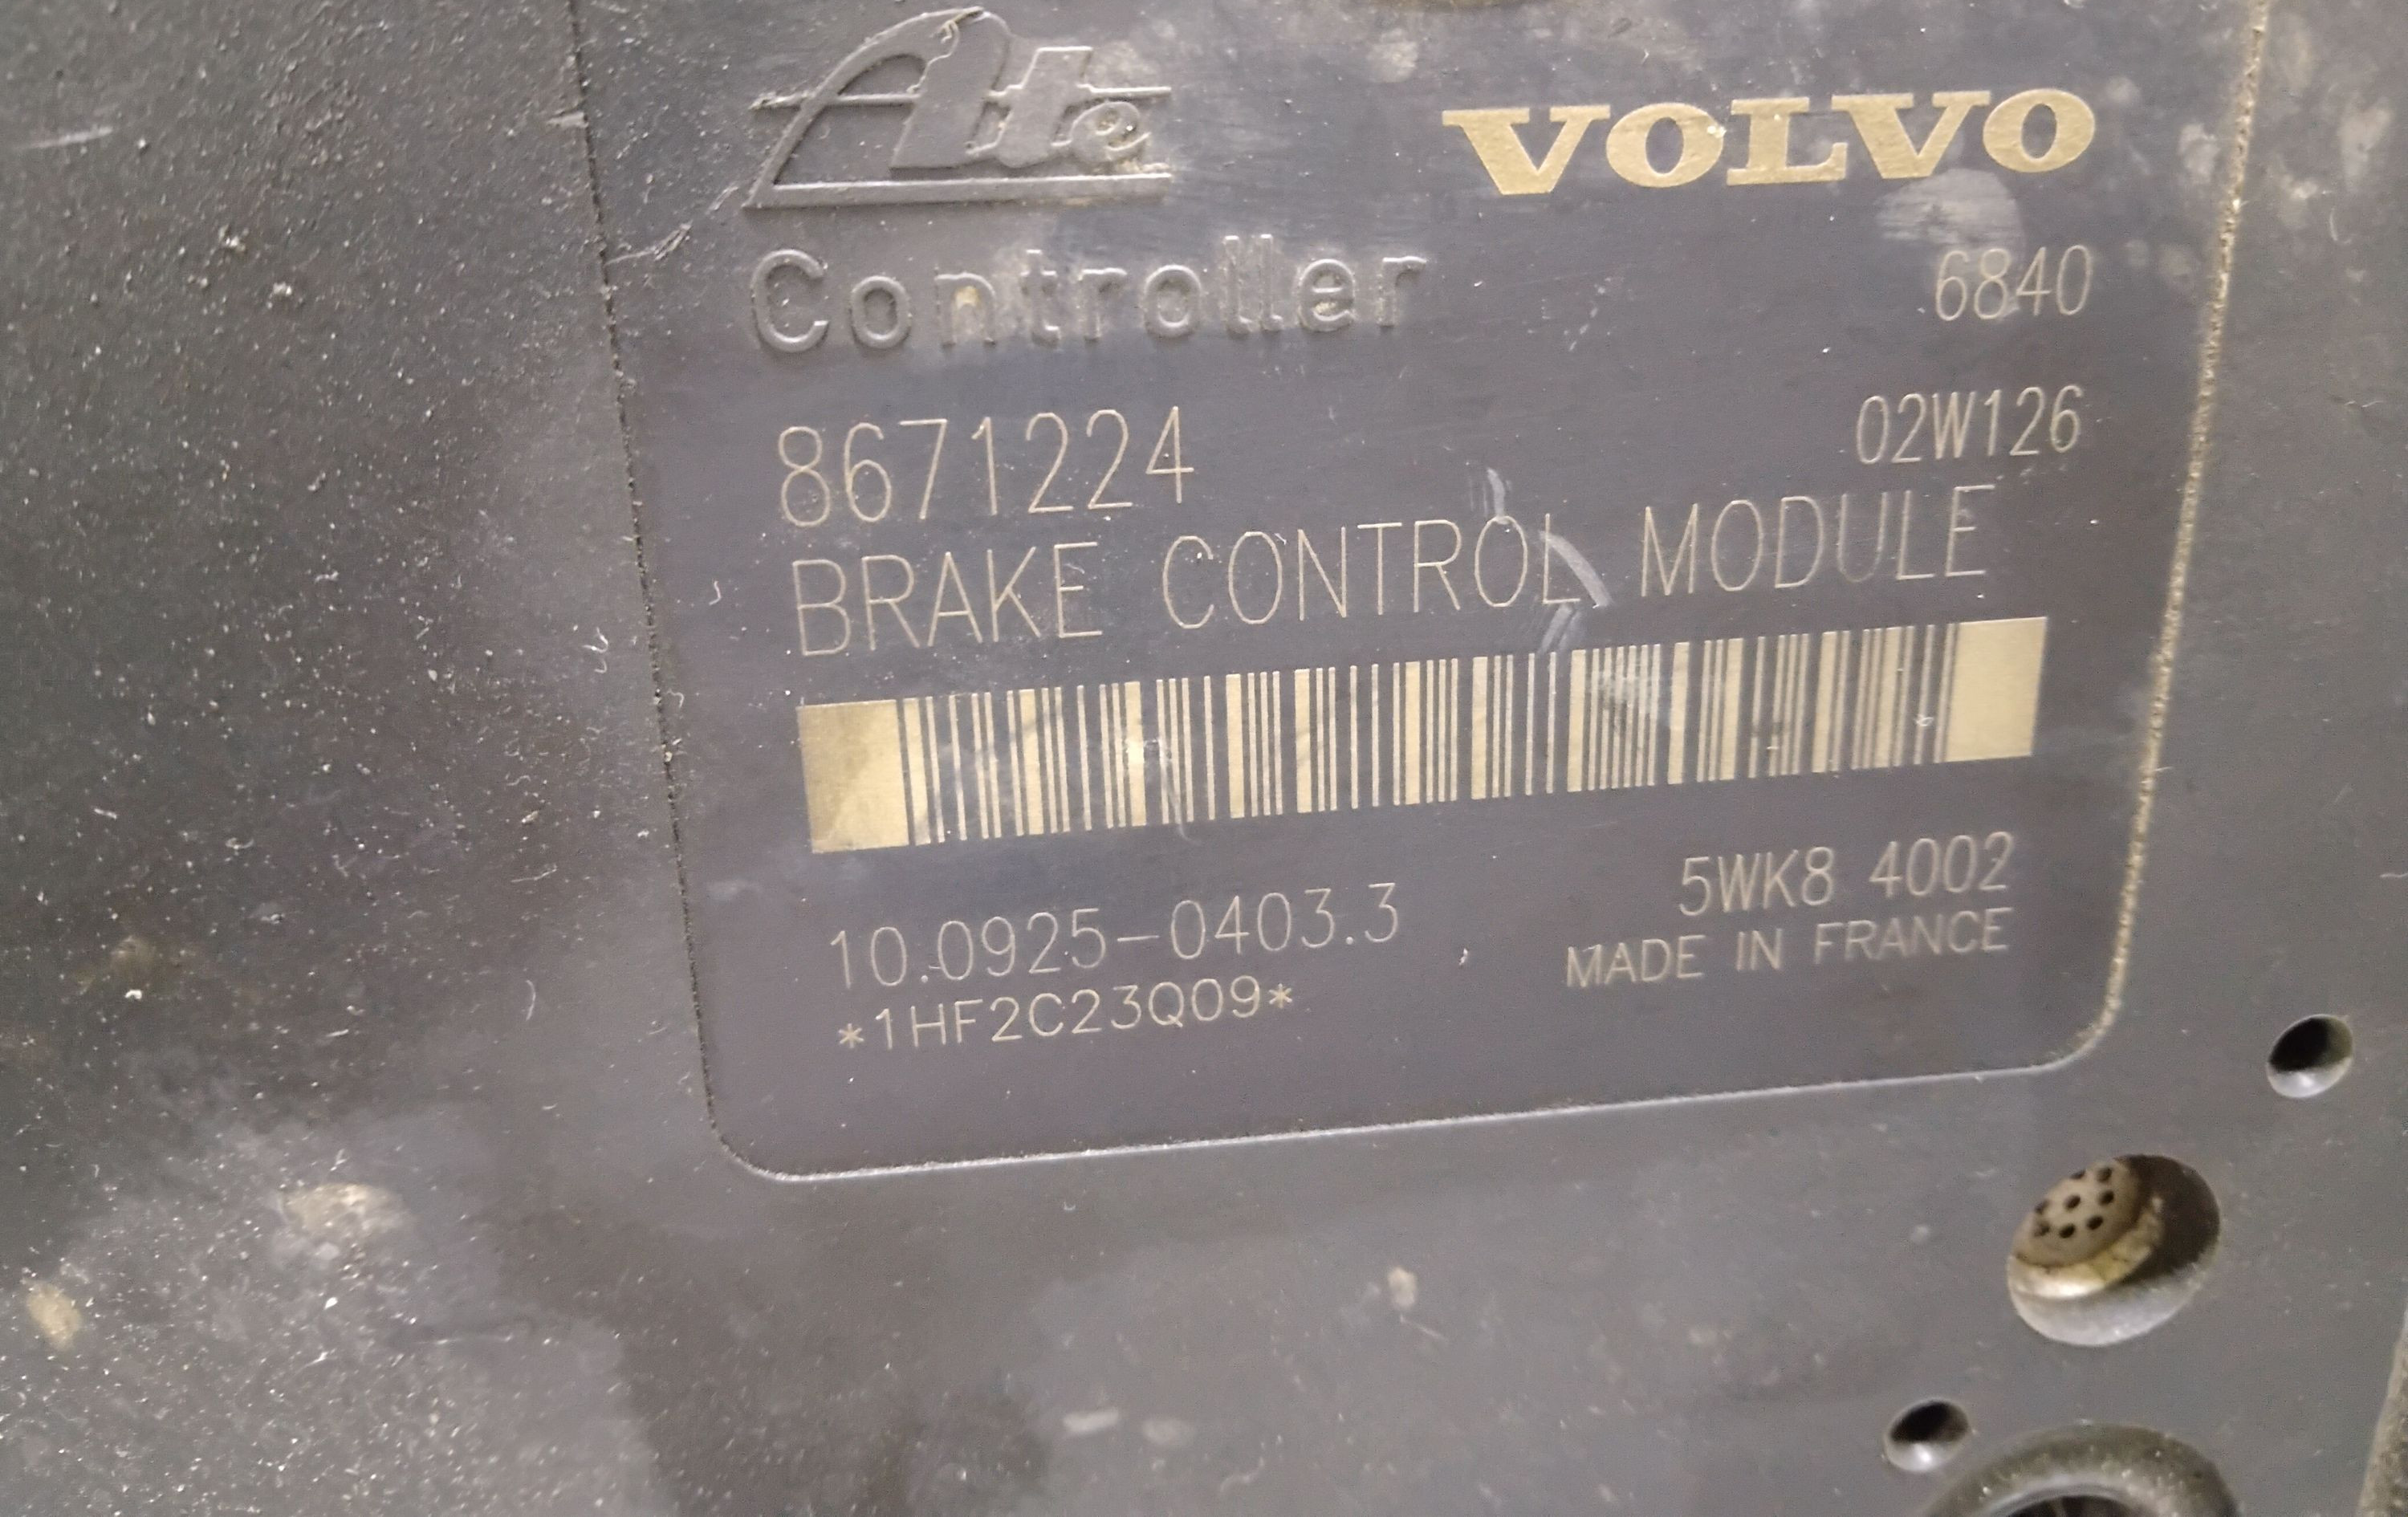 Ate
VOLVO
Controller
6840
8671224
02W126
BRAKE CONTROL MODULE
10.0925-0403.3
5WK8 4002
*1HF2C23Q09*
MADE IN FRANCE